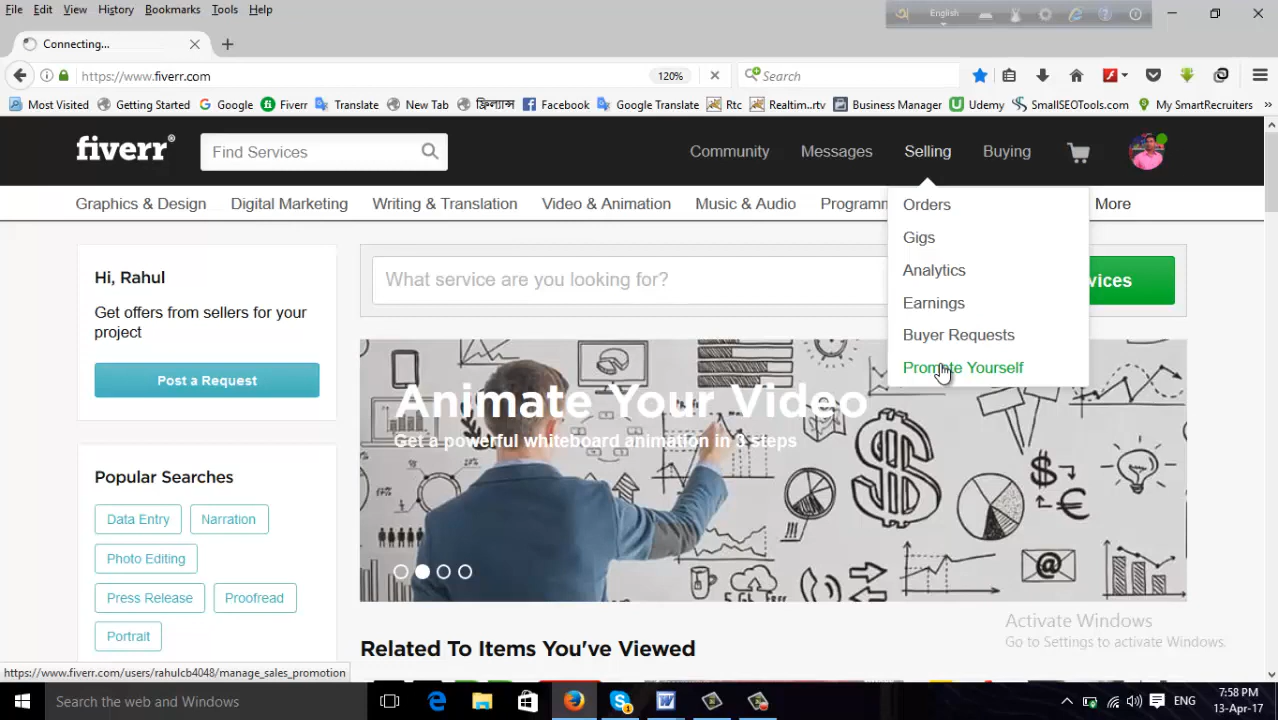 File Edit View History Bookmarks Tools Help
English
Connecting...
https://www.fiverr.com
120%
Search
Most Visited Getting Started Google Fiverr Translate New Tab ফ্রিল্যান্স Facebook Google Translate Rtc Realtim..rtv Business Manager Udemy SmallSEOTools.com My SmartRecruiters »
fiverr®
Find Services
Community Messages Selling Buying
Graphics & Design Digital Marketing Writing & Translation Video & Animation Music & Audio Programm More
Orders
Gigs
Analytics
Earnings
Buyer Requests
Promote Yourself
Hi, Rahul
Get offers from sellers for your
project
Post a Request
What service are you looking for?
vices
Animate Your Video
Get a powerful whiteboard animation in 3 steps
Popular Searches
Data Entry Narration
Photo Editing
Press Release Proofread
Portrait
Related To Items You've Viewed
Activate Windows
Go to Settings to activate Windows.
https://www.fiverr.com/users/rahulcb4048/manage_sales_promotion
Search the web and Windows
ENG
7:58 PM
13-Apr-17